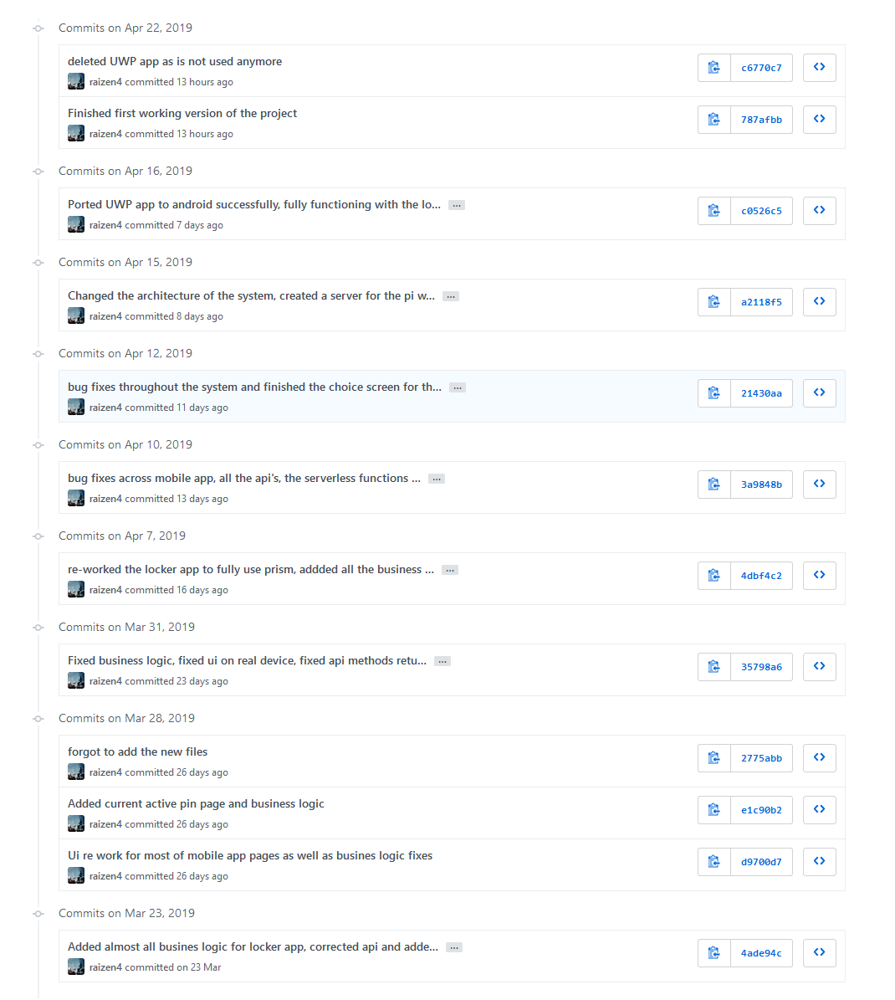 Commits on Apr 22, 2019
deleted UWP app as is not used anymore
c6770c7
raizen4 committed 13 hours ago
Finished first working version of the project
787afbb
raizen4 committed 13 hours ago
Commits on Apr 16, 2019
Ported UWP app to android successfully, fully functioning with the lo... …
c0526c5
raizen4 committed 7 days ago
Commits on Apr 15, 2019
Changed the architecture of the system, created a server for the pi w... …
a2118f5
raizen4 committed 8 days ago
Commits on Apr 12, 2019
bug fixes throughout the system and finished the choice screen for th... …
21430aa
raizen4 committed 11 days ago
Commits on Apr 10, 2019
bug fixes across mobile app, all the api's, the serverless functions ... …
3a9848b
raizen4 committed 13 days ago
Commits on Apr 7, 2019
re-worked the locker app to fully use prism, addded all the business ... …
4dbf4c2
raizen4 committed 16 days ago
Commits on Mar 31, 2019
Fixed business logic, fixed ui on real device, fixed api methods retu... …
35798a6
raizen4 committed 23 days ago
Commits on Mar 28, 2019
forgot to add the new files
2775abb
raizen4 committed 26 days ago
Added current active pin page and business logic
e1c90b2
raizen4 committed 26 days ago
Ui re work for most of mobile app pages as well as busines logic fixes
d9700d7
raizen4 committed 26 days ago
Commits on Mar 23, 2019
Added almost all busines logic for locker app, corrected api and adde... …
4ade94c
raizen4 committed on 23 Mar